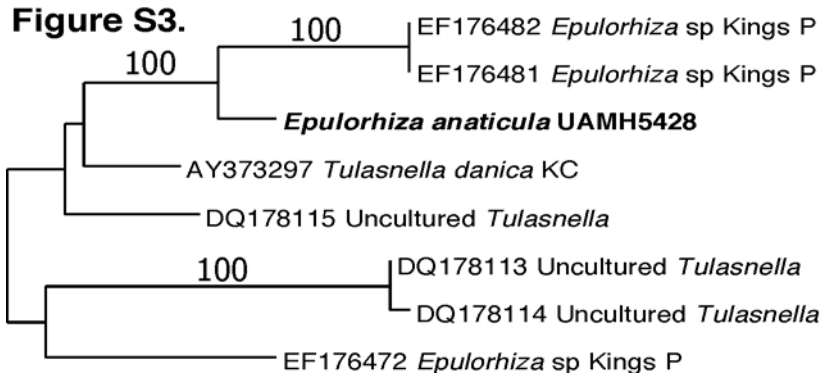 Figure S3.
100
EF176482 Epulorhiza sp Kings P
100
EF176481 Epulorhiza sp Kings P
Epulorhiza anaticula UAMH5428
AY373297 Tulasnella danica KC
DQ178115 Uncultured Tulasnella
100
DQ178113 Uncultured Tulasnella
DQ178114 Uncultured Tulasnella
EF176472 Epulorhiza sp Kings P